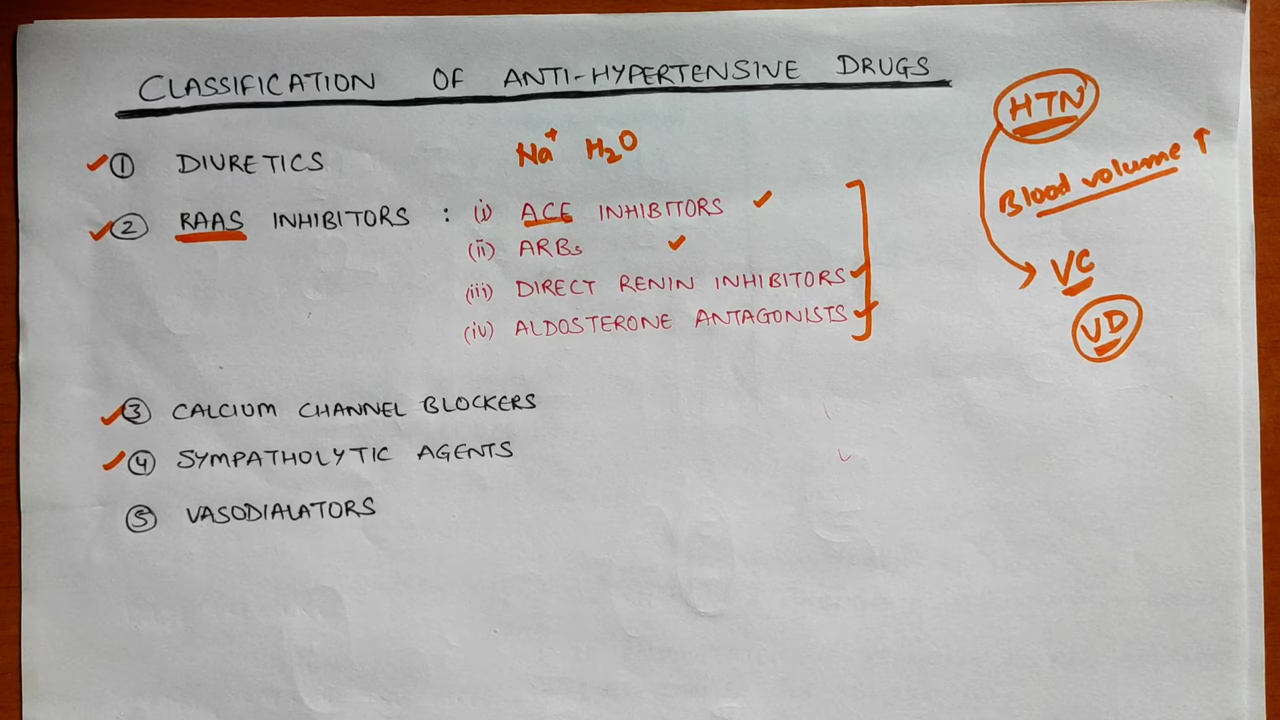 CLASSIFICATION OF ANTI-HYPERTENSIVE DRUGS
HTN
① DIURETICS Na⁺ H₂O
Blood volume ↑
② RAAS INHIBITORS : (i) ACE INHIBITORS
(ii) ARBs
(iii) DIRECT RENIN INHIBITORS
(iv) ALDOSTERONE ANTAGONISTS
VC
VD
③ CALCIUM CHANNEL BLOCKERS
④ SYMPATHOLYTIC AGENTS
⑤ VASODIALATORS